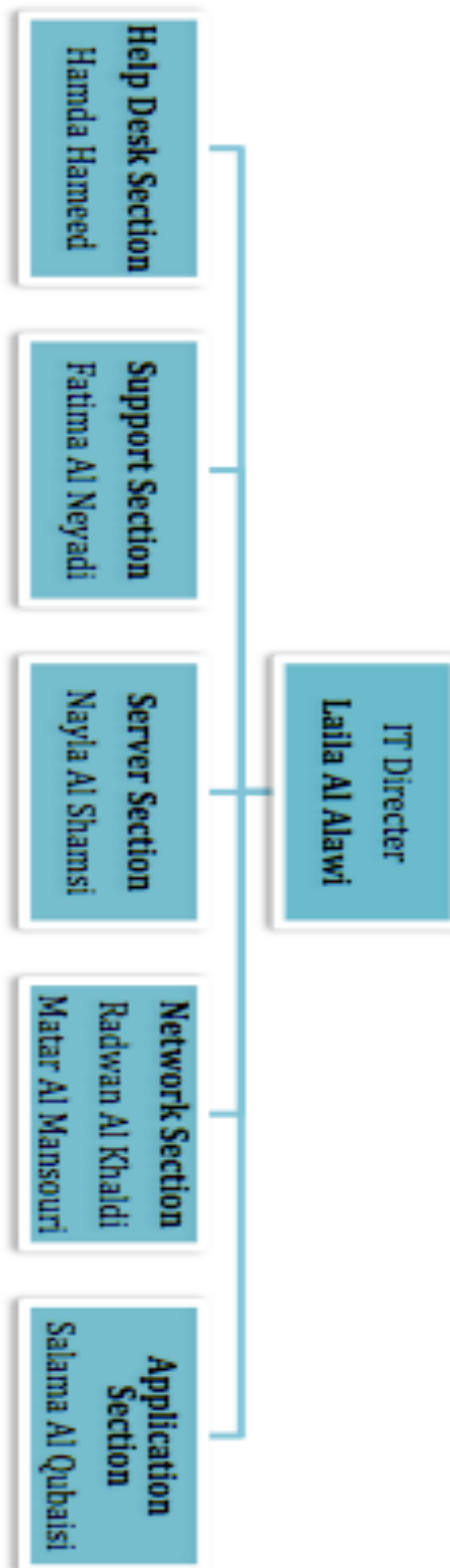 IT Directer
Laila Al Alawi
Help Desk Section
Hamda Hameed
Support Section
Fatima Al Neyadi
Server Section
Nayla Al Shamsi
Network Section
Radwan Al Khaldi
Matar Al Mansouri
Application
Section
Salama Al Qubaisi